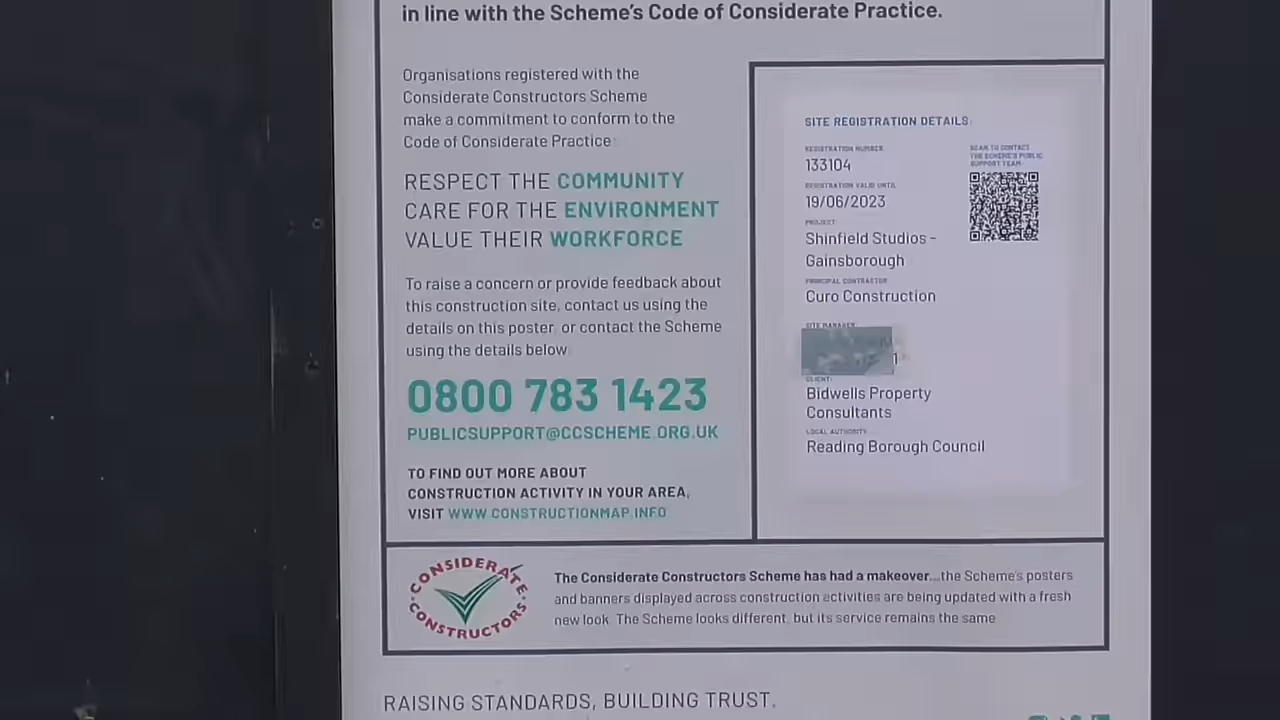 in line with the Scheme's Code of Considerate Practice.
Organisations registered with the
Considerate Constructors Scheme
make a commitment to conform to the
Code of Considerate Practice:
RESPECT THE COMMUNITY
CARE FOR THE ENVIRONMENT
VALUE THEIR WORKFORCE
To raise a concern or provide feedback about
this construction site, contact us using the
details on this poster, or contact the Scheme
using the details below
0800 783 1423
PUBLICSUPPORT@CCSCHEME.ORG.UK
TO FIND OUT MORE ABOUT
CONSTRUCTION ACTIVITY IN YOUR AREA,
VISIT WWW.CONSTRUCTIONMAP.INFO
SITE REGISTRATION DETAILS:
REGISTRATION NUMBER:
133104
REGISTRATION VALID UNTIL:
19/06/2023
PROJECT:
Shinfield Studios -
Gainsborough
PRINCIPAL CONTRACTOR:
Curo Construction
SITE MANAGER:
CLIENT:
Bidwells Property
Consultants
LOCAL AUTHORITY:
Reading Borough Council
SCAN TO CONTACT
THE SCHEME'S PUBLIC
SUPPORT TEAM
CONSIDERATE
CONSTRUCTORS
The Considerate Constructors Scheme has had a makeover...the Scheme's posters
and banners displayed across construction activities are being updated with a fresh
new look. The Scheme looks different, but its service remains the same
RAISING STANDARDS, BUILDING TRUST.